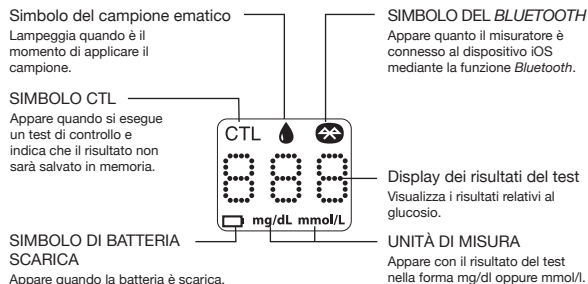 Simbolo del campione ematico
Lampeggia quando è il
momento di applicare il
campione.
SIMBOLO CTL
Appare quando si esegue
un test di controllo e
indica che il risultato non
sarà salvato in memoria.
SIMBOLO DI BATTERIA
SCARICA
Appare quando la batteria è scarica.
CTL
888
mg/dL mmol/L
SIMBOLO DEL BLUETOOTH
Appare quanto il misuratore è
connesso al dispositivo iOS
mediante la funzione Bluetooth.
Display dei risultati del test
Visualizza i risultati relativi al
glucosio.
UNITÀ DI MISURA
Appare con il risultato del test
nella forma mg/dl oppure mmol/l.